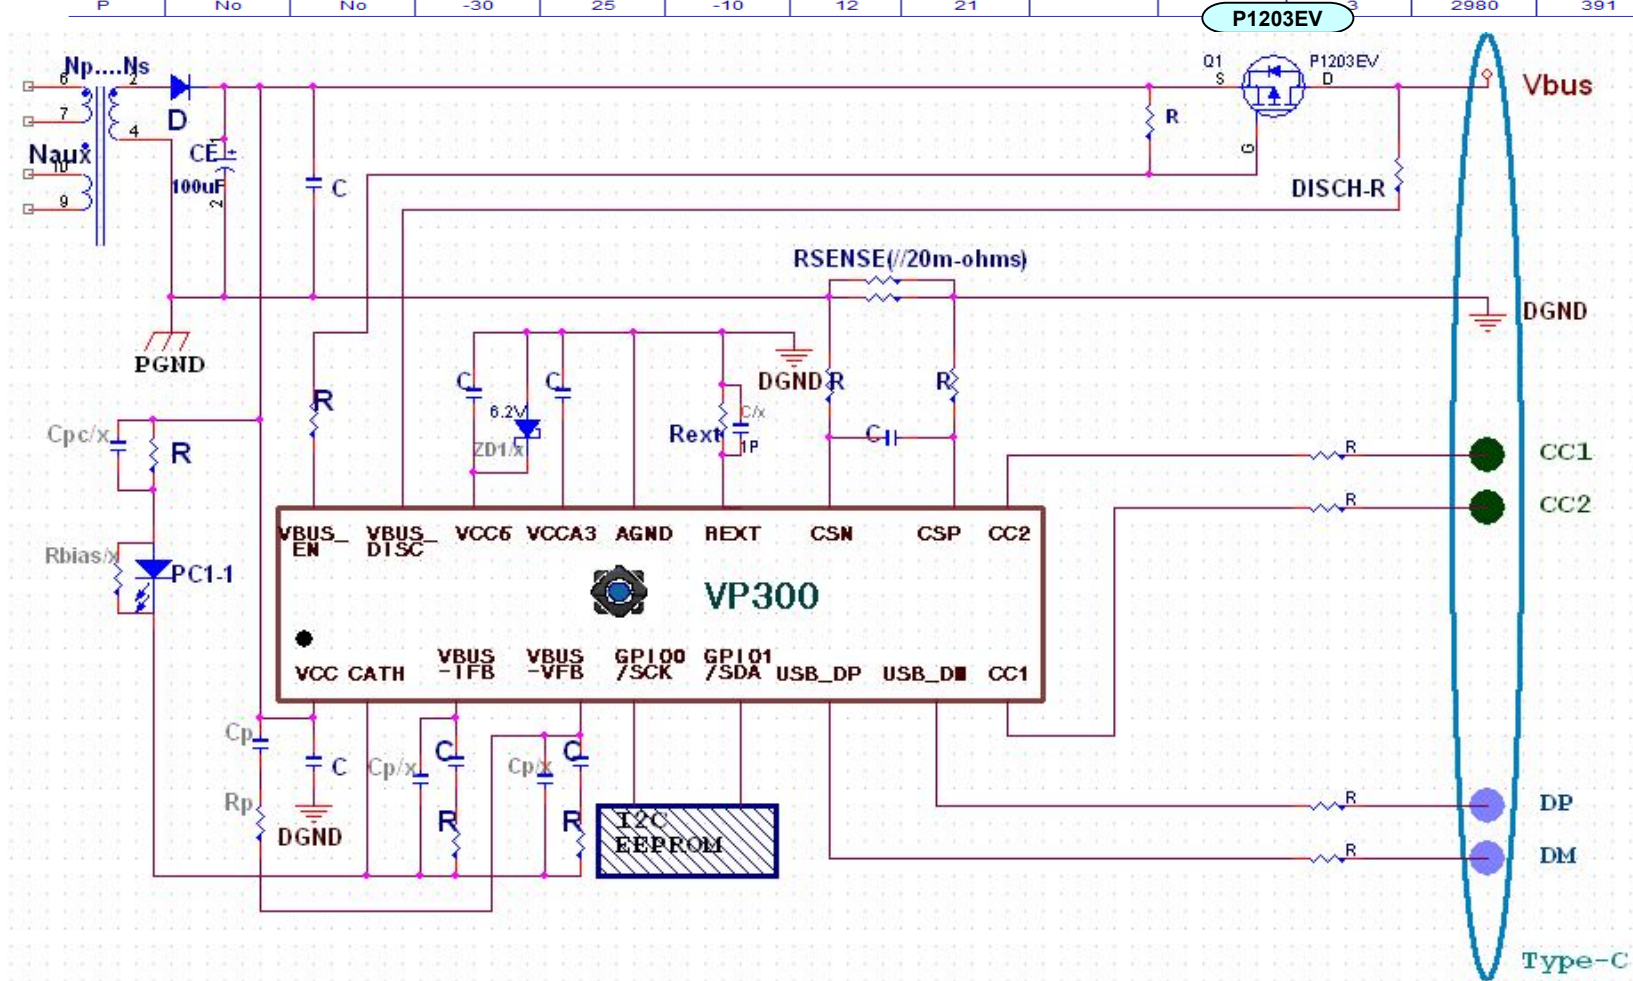 P No No -30 25 -10 12 21 3 2980 391
P1203EV
Np....Ns
6 2
Q1 P1203EV
S D
Vbus
7 D R
4
G
Naux
10
CE 1 +
100uF
2
C
DISCH-R
9
RSENSE(//20m-ohms)
DGND
PGND
DGND
R C C R R
6.2V
C/x
Rext
1P
C
ZD1/x
Cpc/x
R
R CC1
R CC2
VBUS_EN VBUS_DISC VCC5 VCCA3 AGND REXT CSN CSP CC2
Rbias/x
PC1-1
VP300
VCC CATH VBUS-IFB VBUS-VFB GPIO0/SCK GPIO1/SDA USB_DP USB_DM CC1
Cp
C Cp/x C Cp/x C
Rp
DGND
R R
I2C
EEPROM
R DP
R DM
Type-C